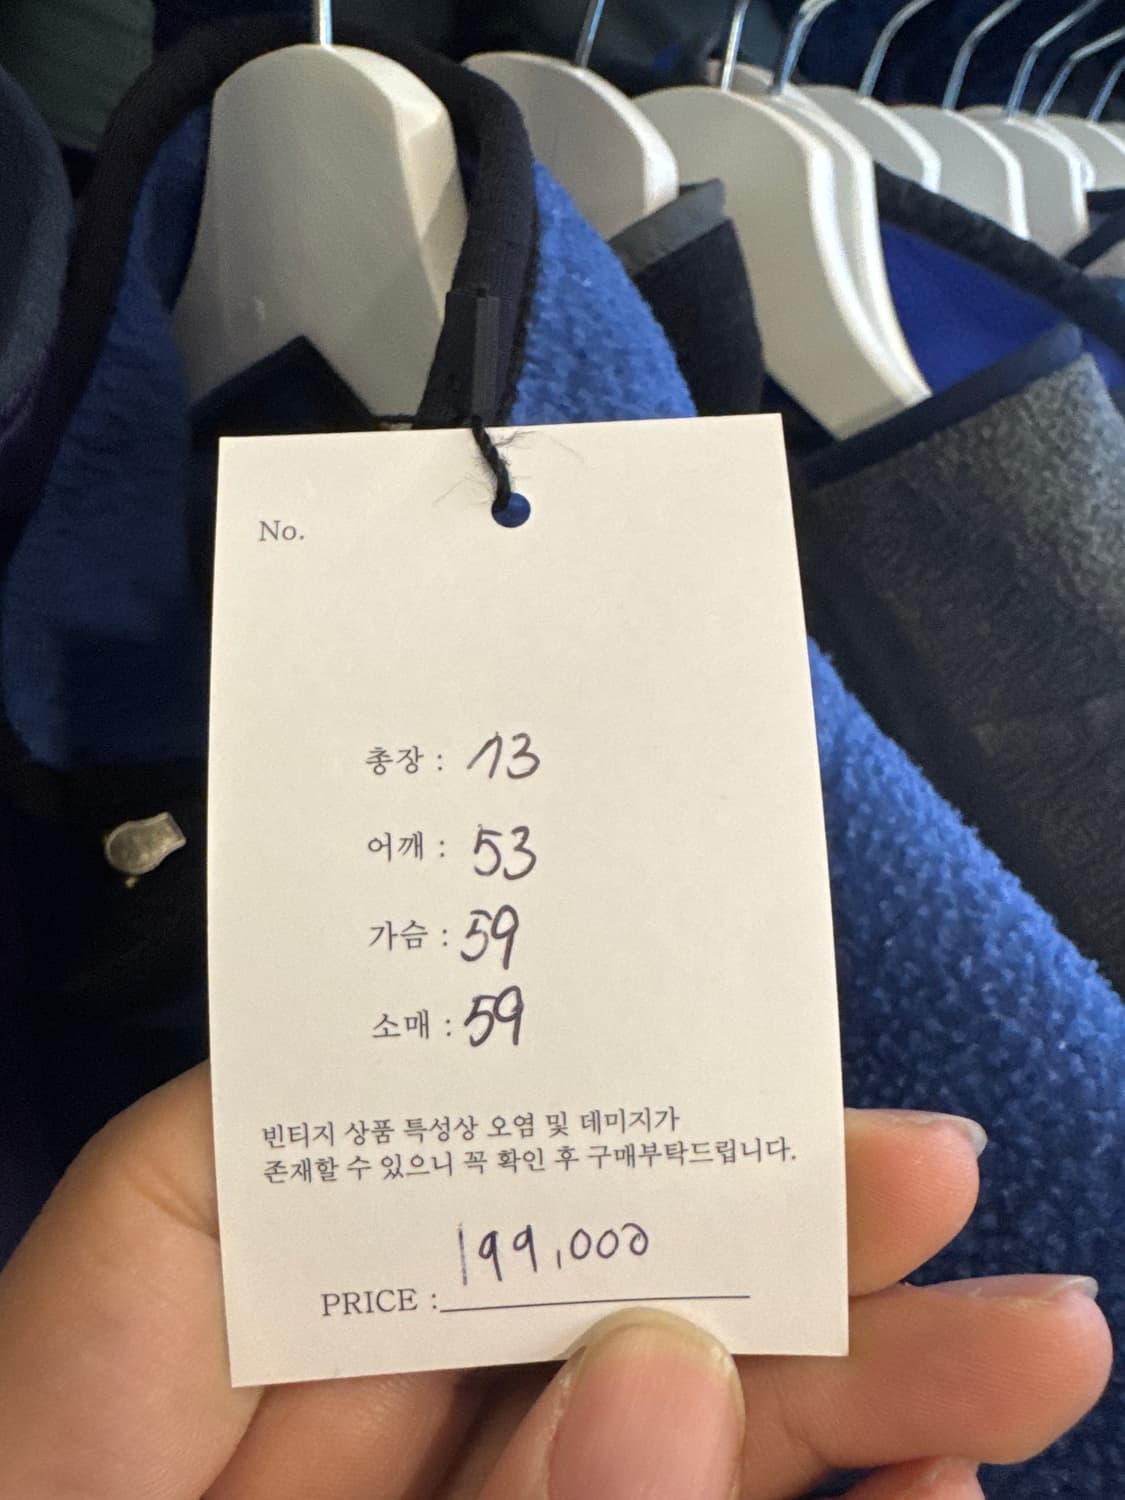 No.
총장 : 73
어깨 : 53
가슴 : 59
소매 : 59
빈티지 상품 특성상 오염 및 데미지가
존재할 수 있으니 꼭 확인 후 구매부탁드립니다.
199,000
PRICE :